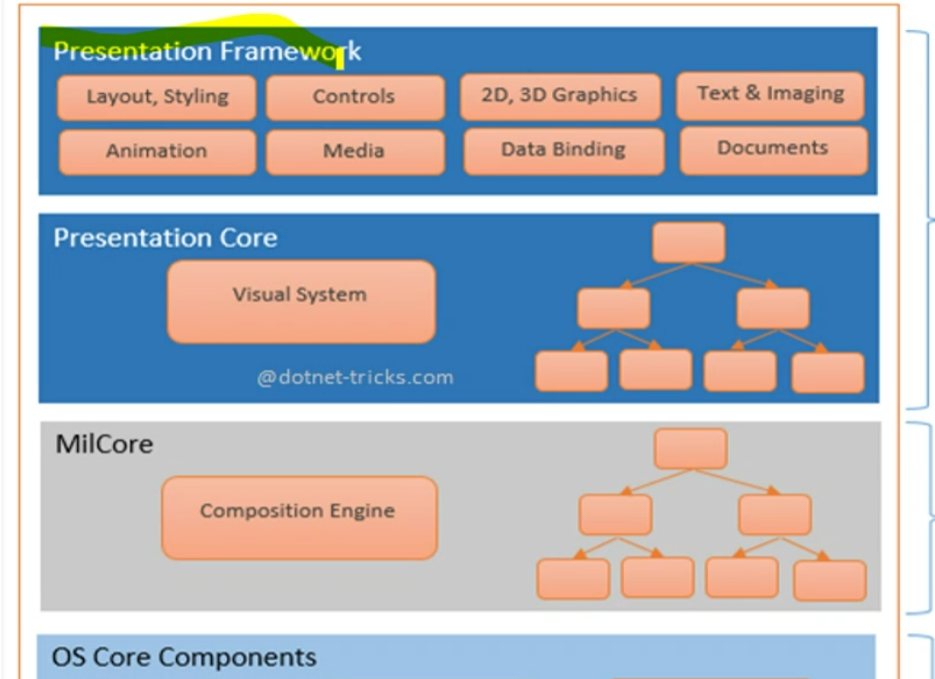 Presentation Framework
Layout, Styling
Controls
2D, 3D Graphics
Text & Imaging
Animation
Media
Data Binding
Documents
Presentation Core
Visual System
@dotnet-tricks.com
MilCore
Composition Engine
OS Core Components